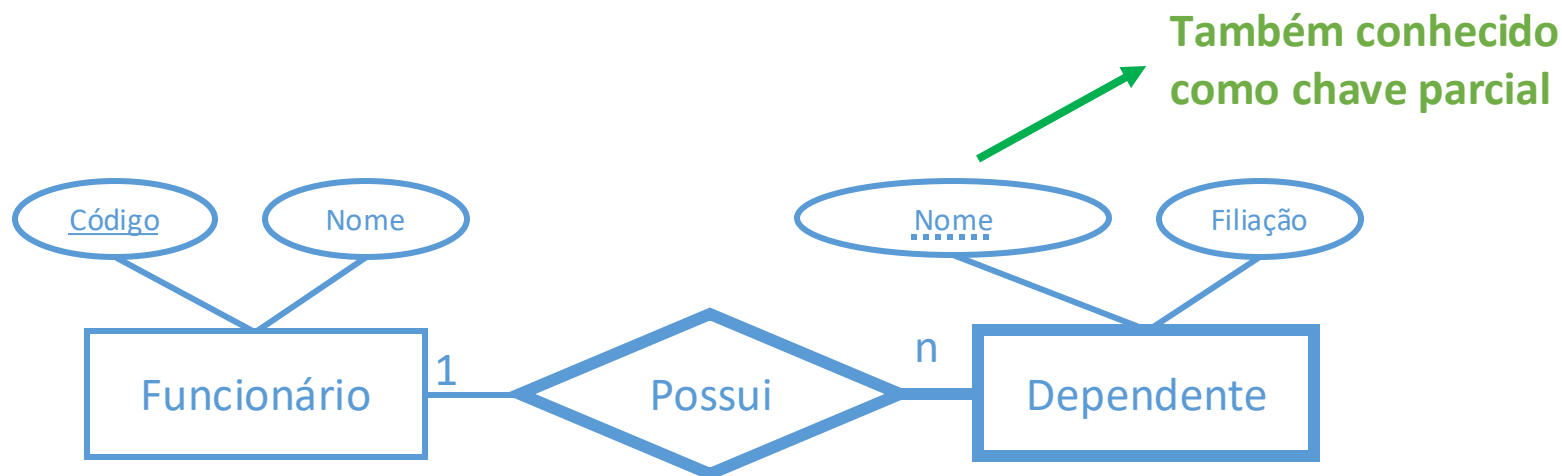 Também conhecido
como chave parcial
Código
Nome
Nome
Filiação
Funcionário
1
Possui
n
Dependente